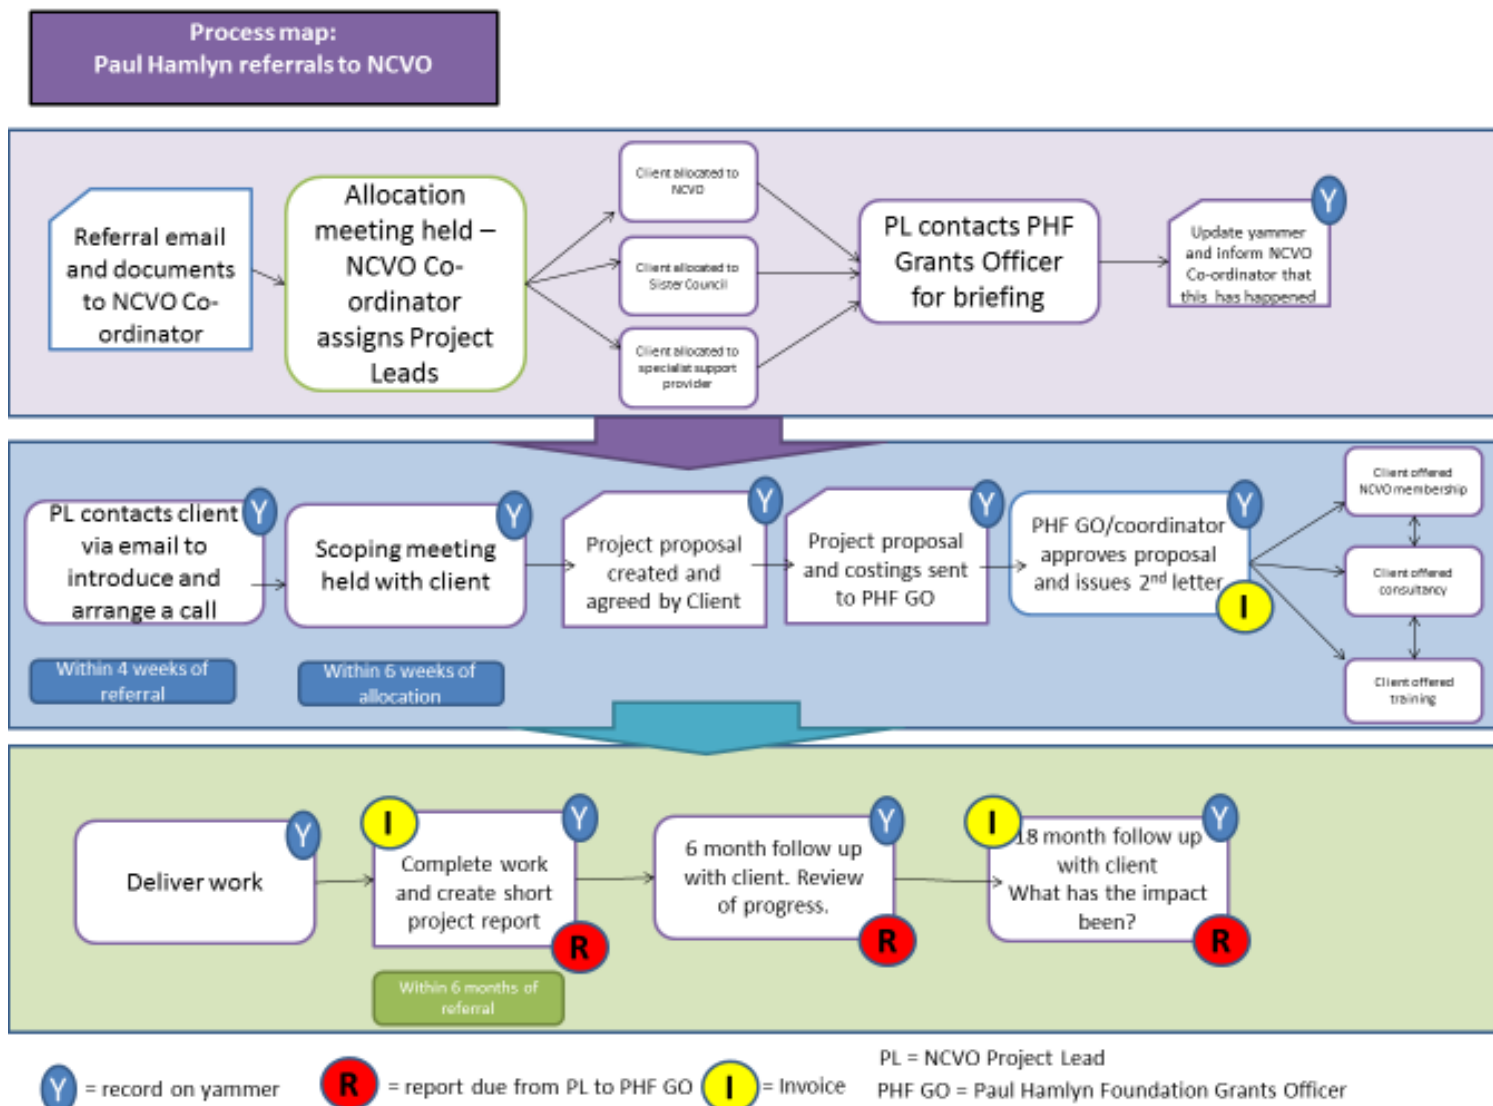 Process map:
Paul Hamlyn referrals to NCVO
Referral email
and documents
to NCVO Co-
ordinator
Allocation
meeting held –
NCVO Co-
ordinator
assigns Project
Leads
Client allocated to
NCVO
Client allocated to
Sister Council
Client allocated to
specialist support
provider
PL contacts PHF
Grants Officer
for briefing
Y
Update yammer
and inform NCVO
Co-ordinator that
this has happened
Y
PL contacts client
via email to
introduce and
arrange a call
Within 4 weeks of
referral
Y
Scoping meeting
held with client
Within 6 weeks of
allocation
Y
Project proposal
created and
agreed by Client
Y
Project proposal
and costings sent
to PHF GO
Y
PHF GO/coordinator
approves proposal
and issues 2nd letter
I
Client offered
NCVO membership
Client offered
consultancy
Client offered
training
Y
Deliver work
I
Y
Complete work
and create short
project report
R
Within 6 months of
referral
Y
6 month follow up
with client. Review
of progress.
R
I
Y
18 month follow up
with client
What has the impact
been?
R
Y = record on yammer
R = report due from PL to PHF GO
I = Invoice
PL = NCVO Project Lead
PHF GO = Paul Hamlyn Foundation Grants Officer